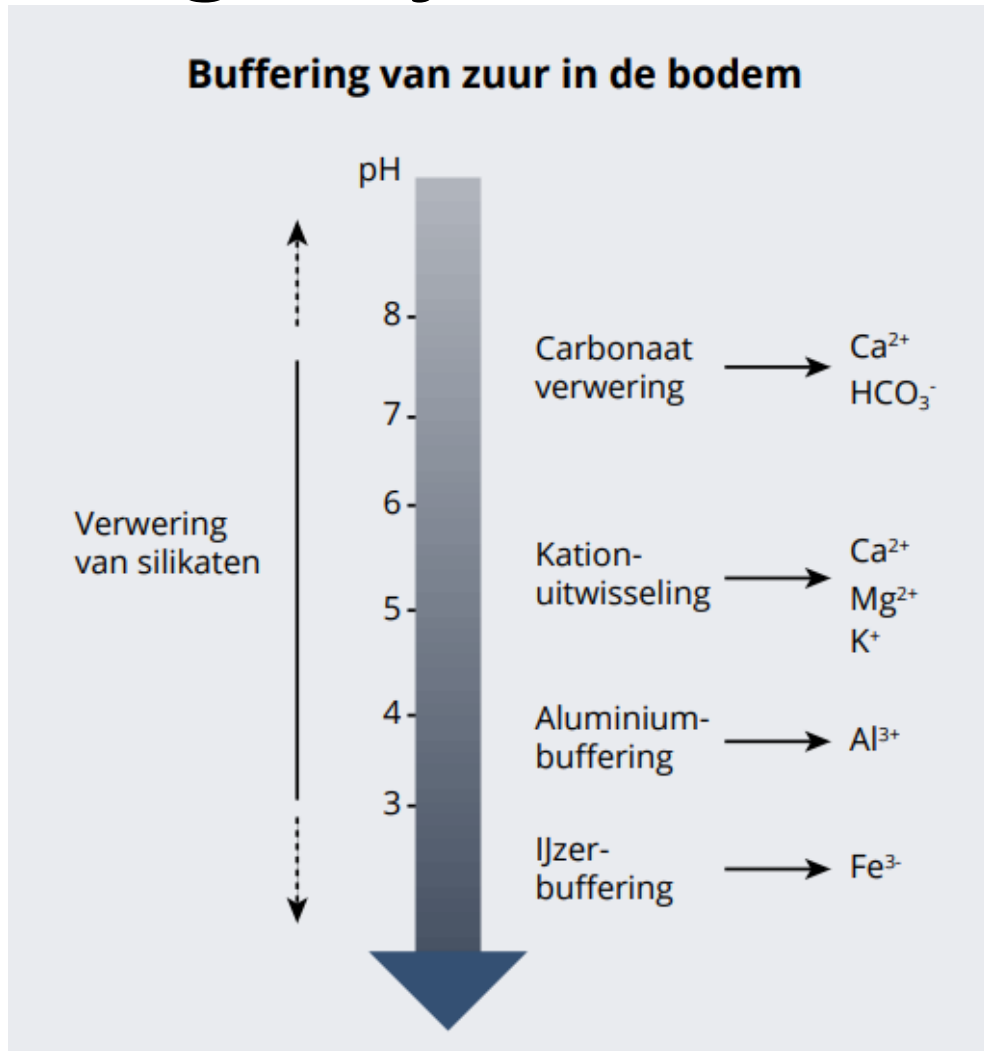 Buffering van zuur in de bodem
pH
8
7
6
5
4
3
Verwering
van silikaten
Carbonaat
verwering
Ca²⁺
HCO₃⁻
Kation-
uitwisseling
Ca²⁺
Mg²⁺
K⁺
Aluminium-
buffering
Al³⁺
IJzer-
buffering
Fe³⁻